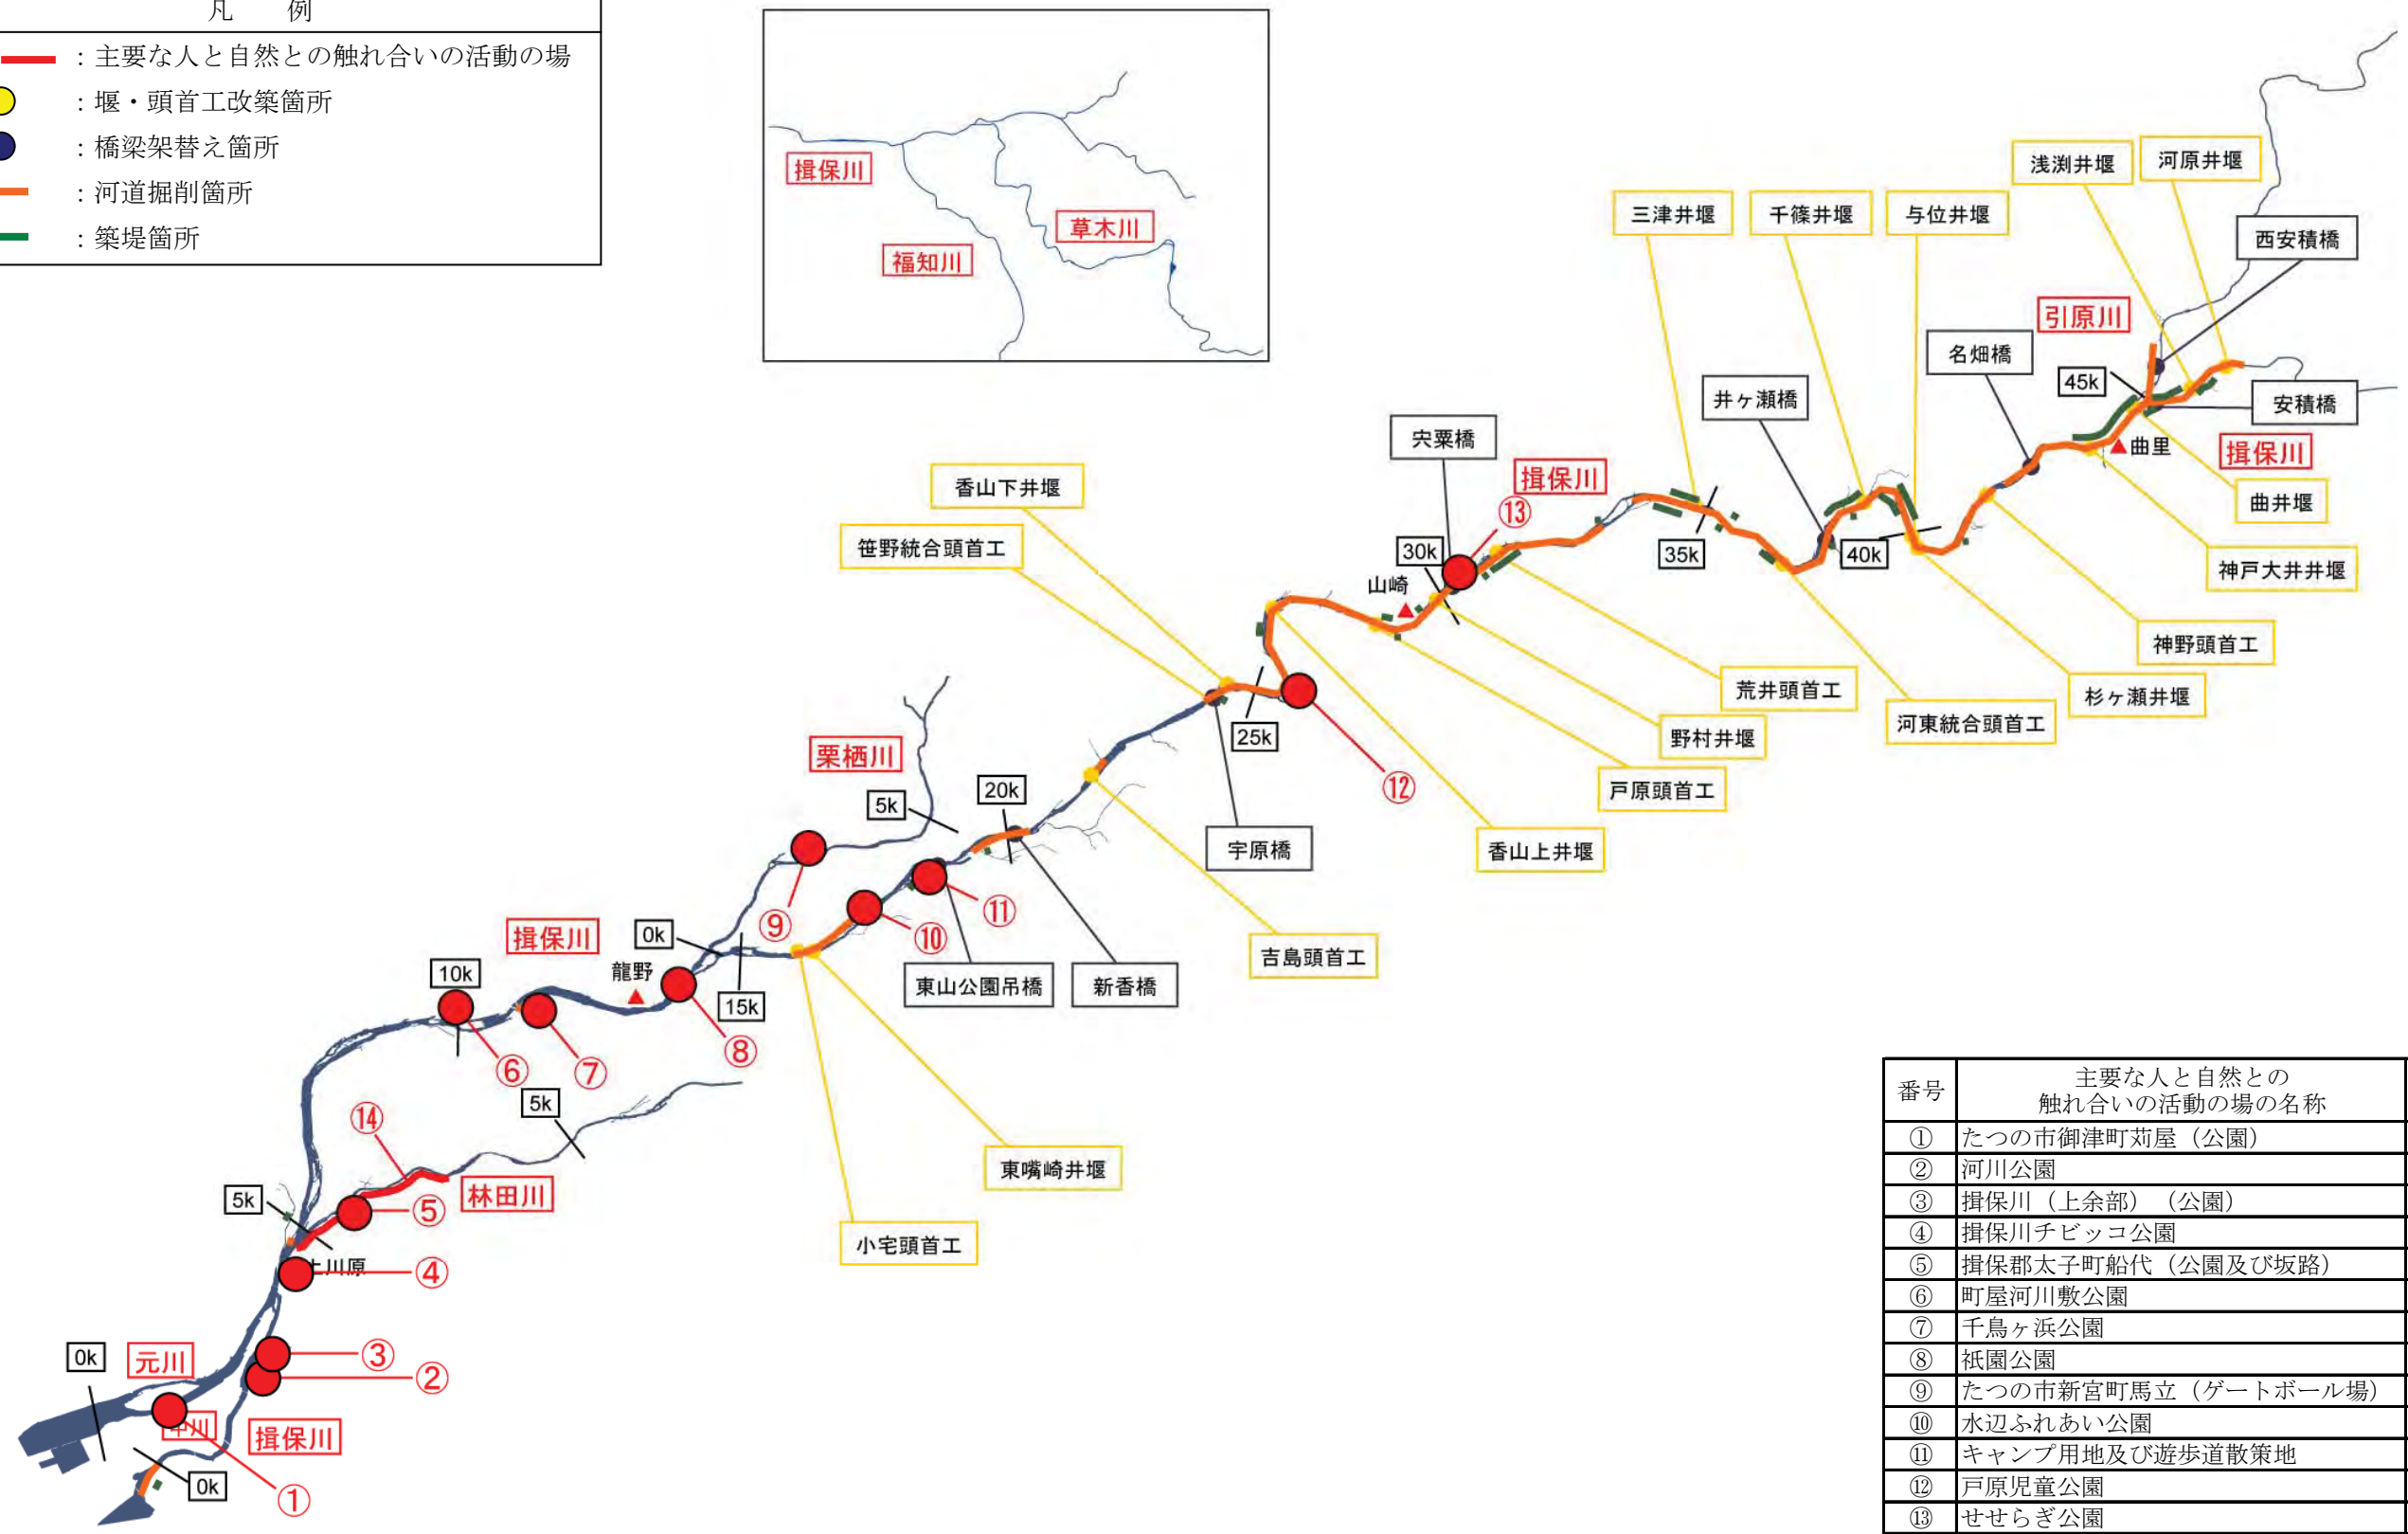 凡 例
：主要な人と自然との触れ合いの活動の場
：堰・頭首工改築箇所
：橋梁架替え箇所
：河道掘削箇所
：築堤箇所
揖保川
草木川
福知川
浅渕井堰
河原井堰
三津井堰
千篠井堰
与位井堰
西安積橋
引原川
名畑橋
45k
井ヶ瀬橋
安積橋
宍粟橋
曲里
揖保川
揖保川
香山下井堰
曲井堰
⑬
笹野統合頭首工
30k
35k
40k
神戸大井井堰
山崎
神野頭首工
荒井頭首工
杉ヶ瀬井堰
河東統合頭首工
25k
野村井堰
栗栖川
⑫
戸原頭首工
20k
5k
宇原橋
香山上井堰
⑪
⑨
⑩
揖保川
0k
吉島頭首工
龍野
10k
東山公園吊橋
新香橋
15k
⑧
⑥
⑦
5k
⑭
東嘴崎井堰
林田川
5k
⑤
小宅頭首工
上川原
④
0k
元川
③
②
中川
揖保川
0k
①
番号
主要な人と自然との
触れ合いの活動の場の名称
① たつの市御津町苅屋（公園）
② 河川公園
③ 揖保川（上余部）（公園）
④ 揖保川チビッコ公園
⑤ 揖保郡太子町船代（公園及び坂路）
⑥ 町屋河川敷公園
⑦ 千鳥ヶ浜公園
⑧ 祇園公園
⑨ たつの市新宮町馬立（ゲートボール場）
⑩ 水辺ふれあい公園
⑪ キャンプ用地及び遊歩道散策地
⑫ 戸原児童公園
⑬ せせらぎ公園